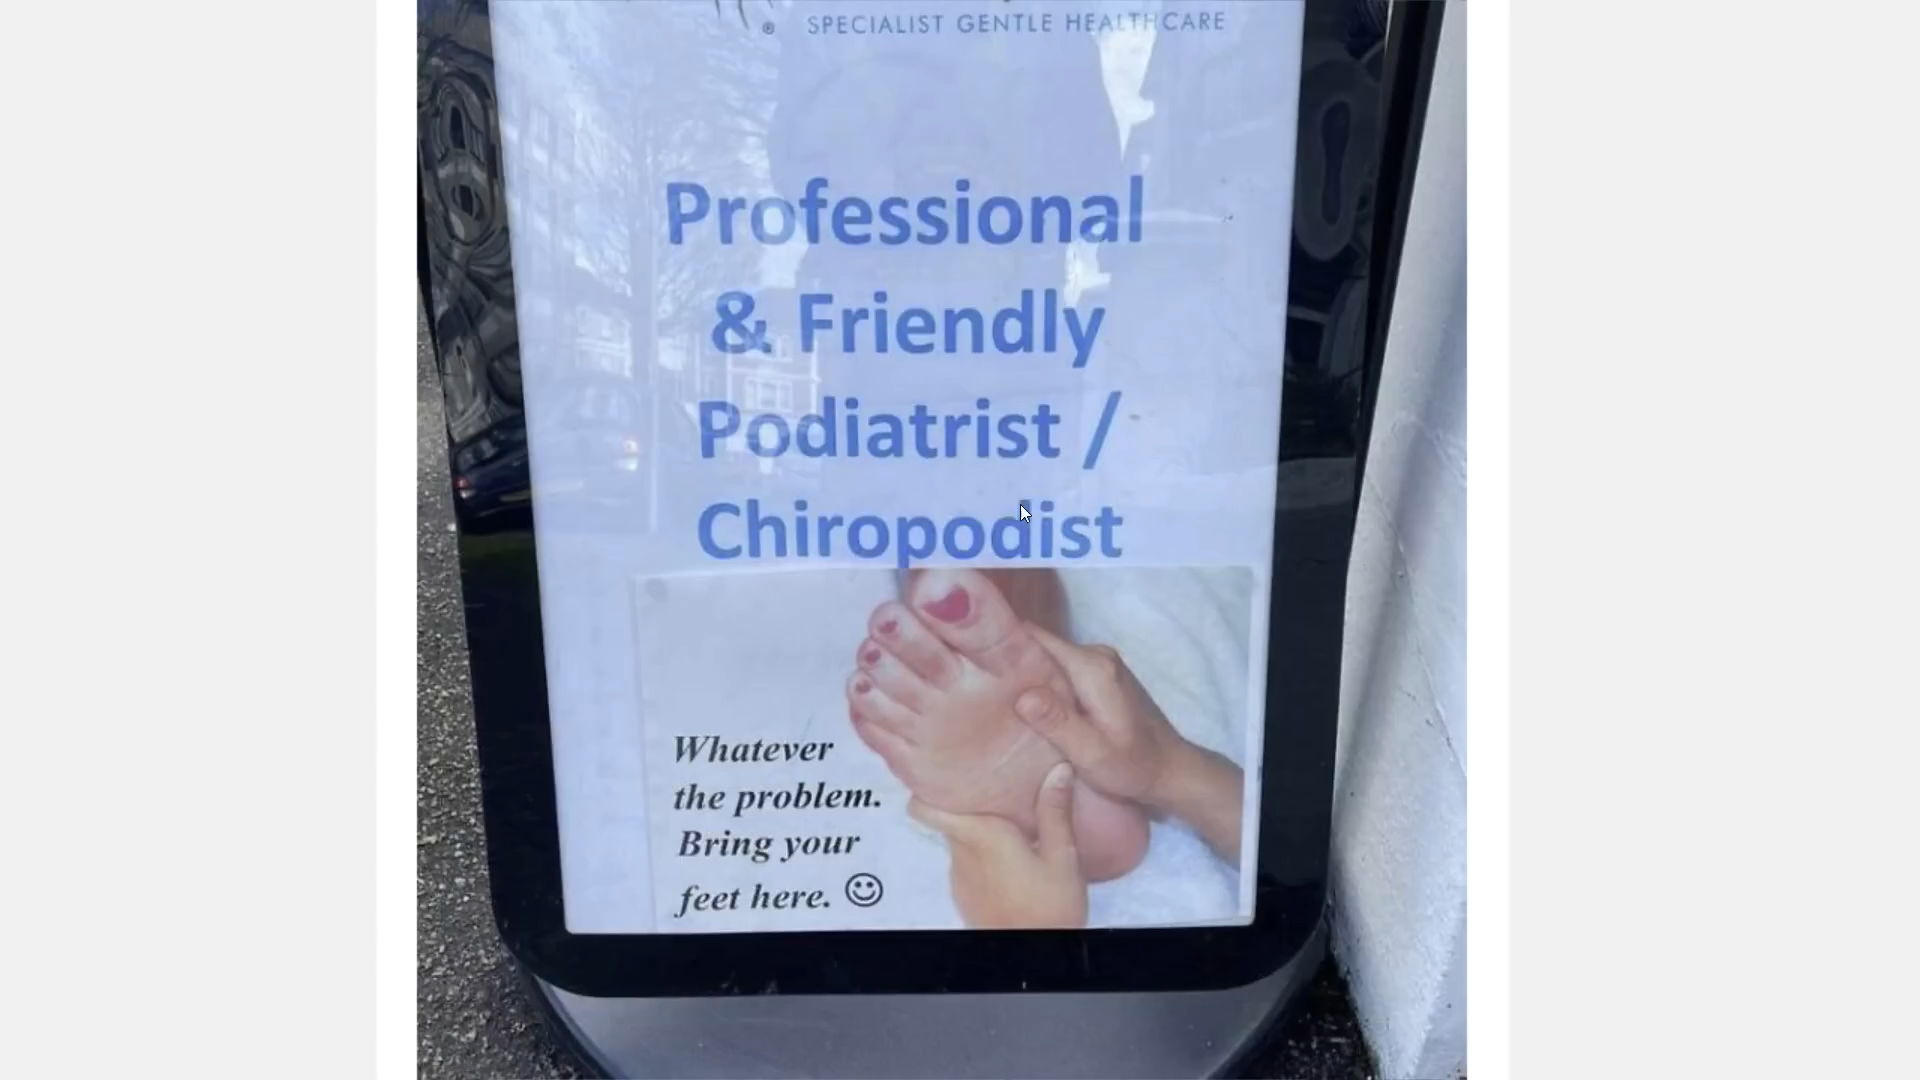 ® SPECIALIST GENTLE HEALTHCARE
Professional
& Friendly
Podiatrist /
Chiropodist
Whatever
the problem.
Bring your
feet here. ☺